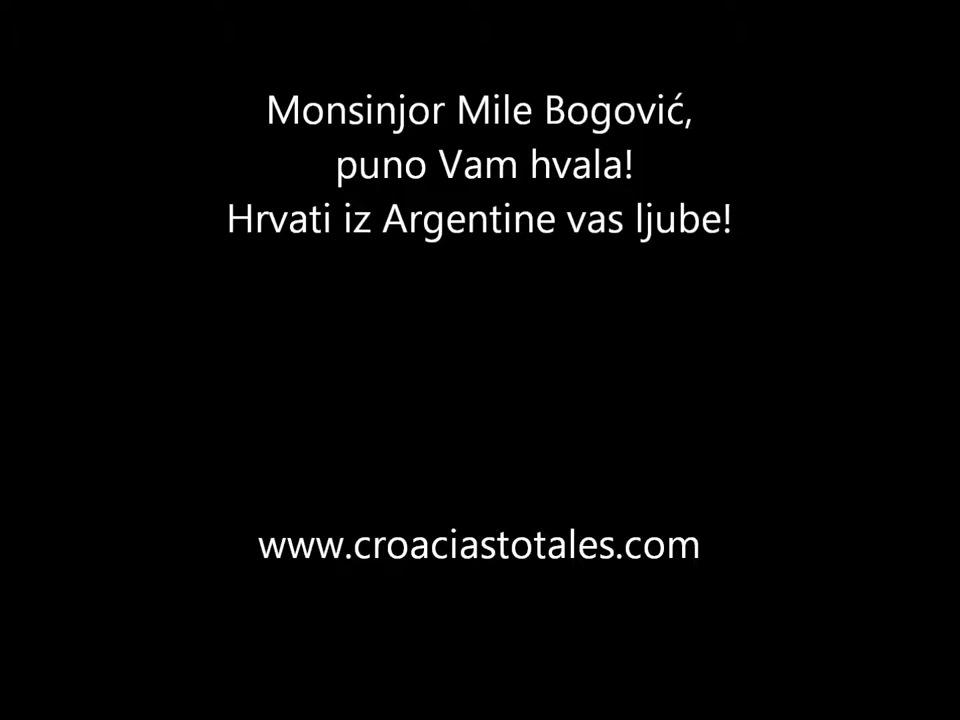 Monsinjor Mile Bogović,
puno Vam hvala!
Hrvati iz Argentine vas ljube!
www.croaciastotales.com